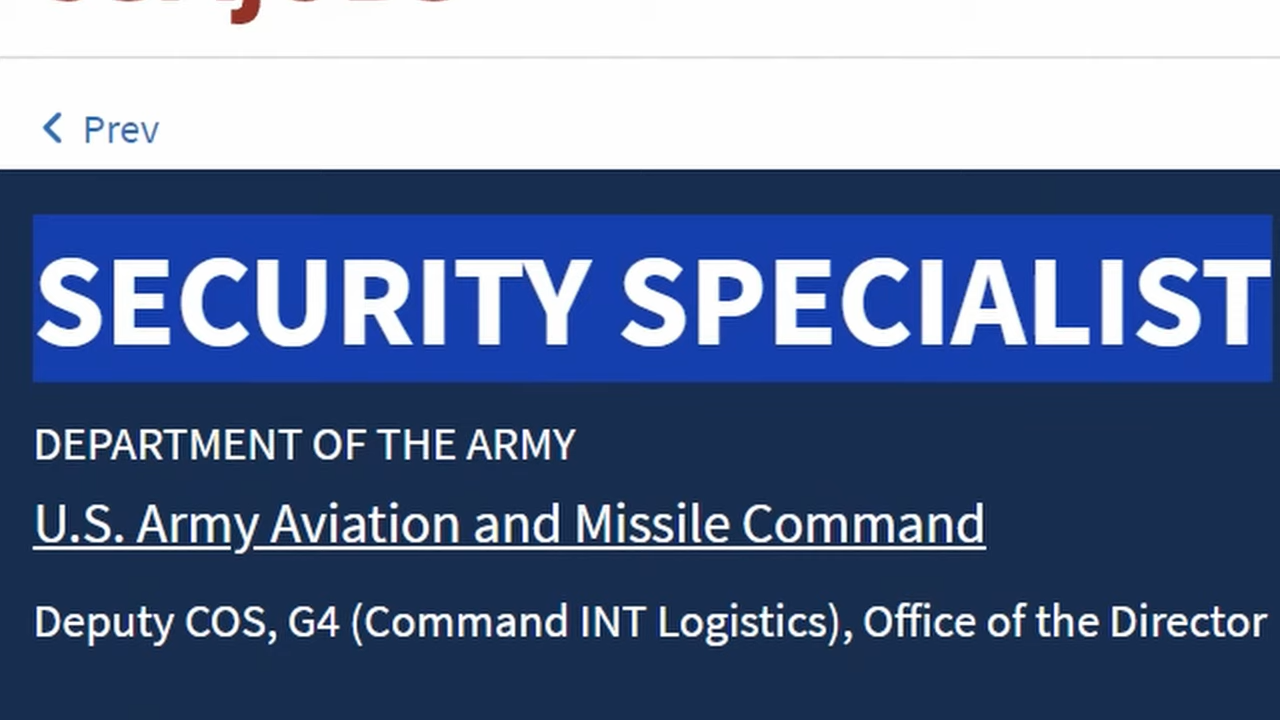 Prev
SECURITY SPECIALIST
DEPARTMENT OF THE ARMY
U.S. Army Aviation and Missile Command
Deputy COS, G4 (Command INT Logistics), Office of the Director